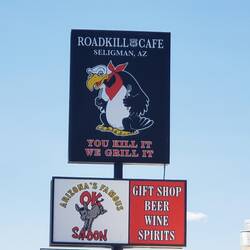 ROADKILL 66 CAFE
SELIGMAN, AZ
YOU KILL IT
WE GRILL IT
ARIZONA'S FAMOUS
OK
SALOON
GIFT SHOP
BEER
WINE
SPIRITS